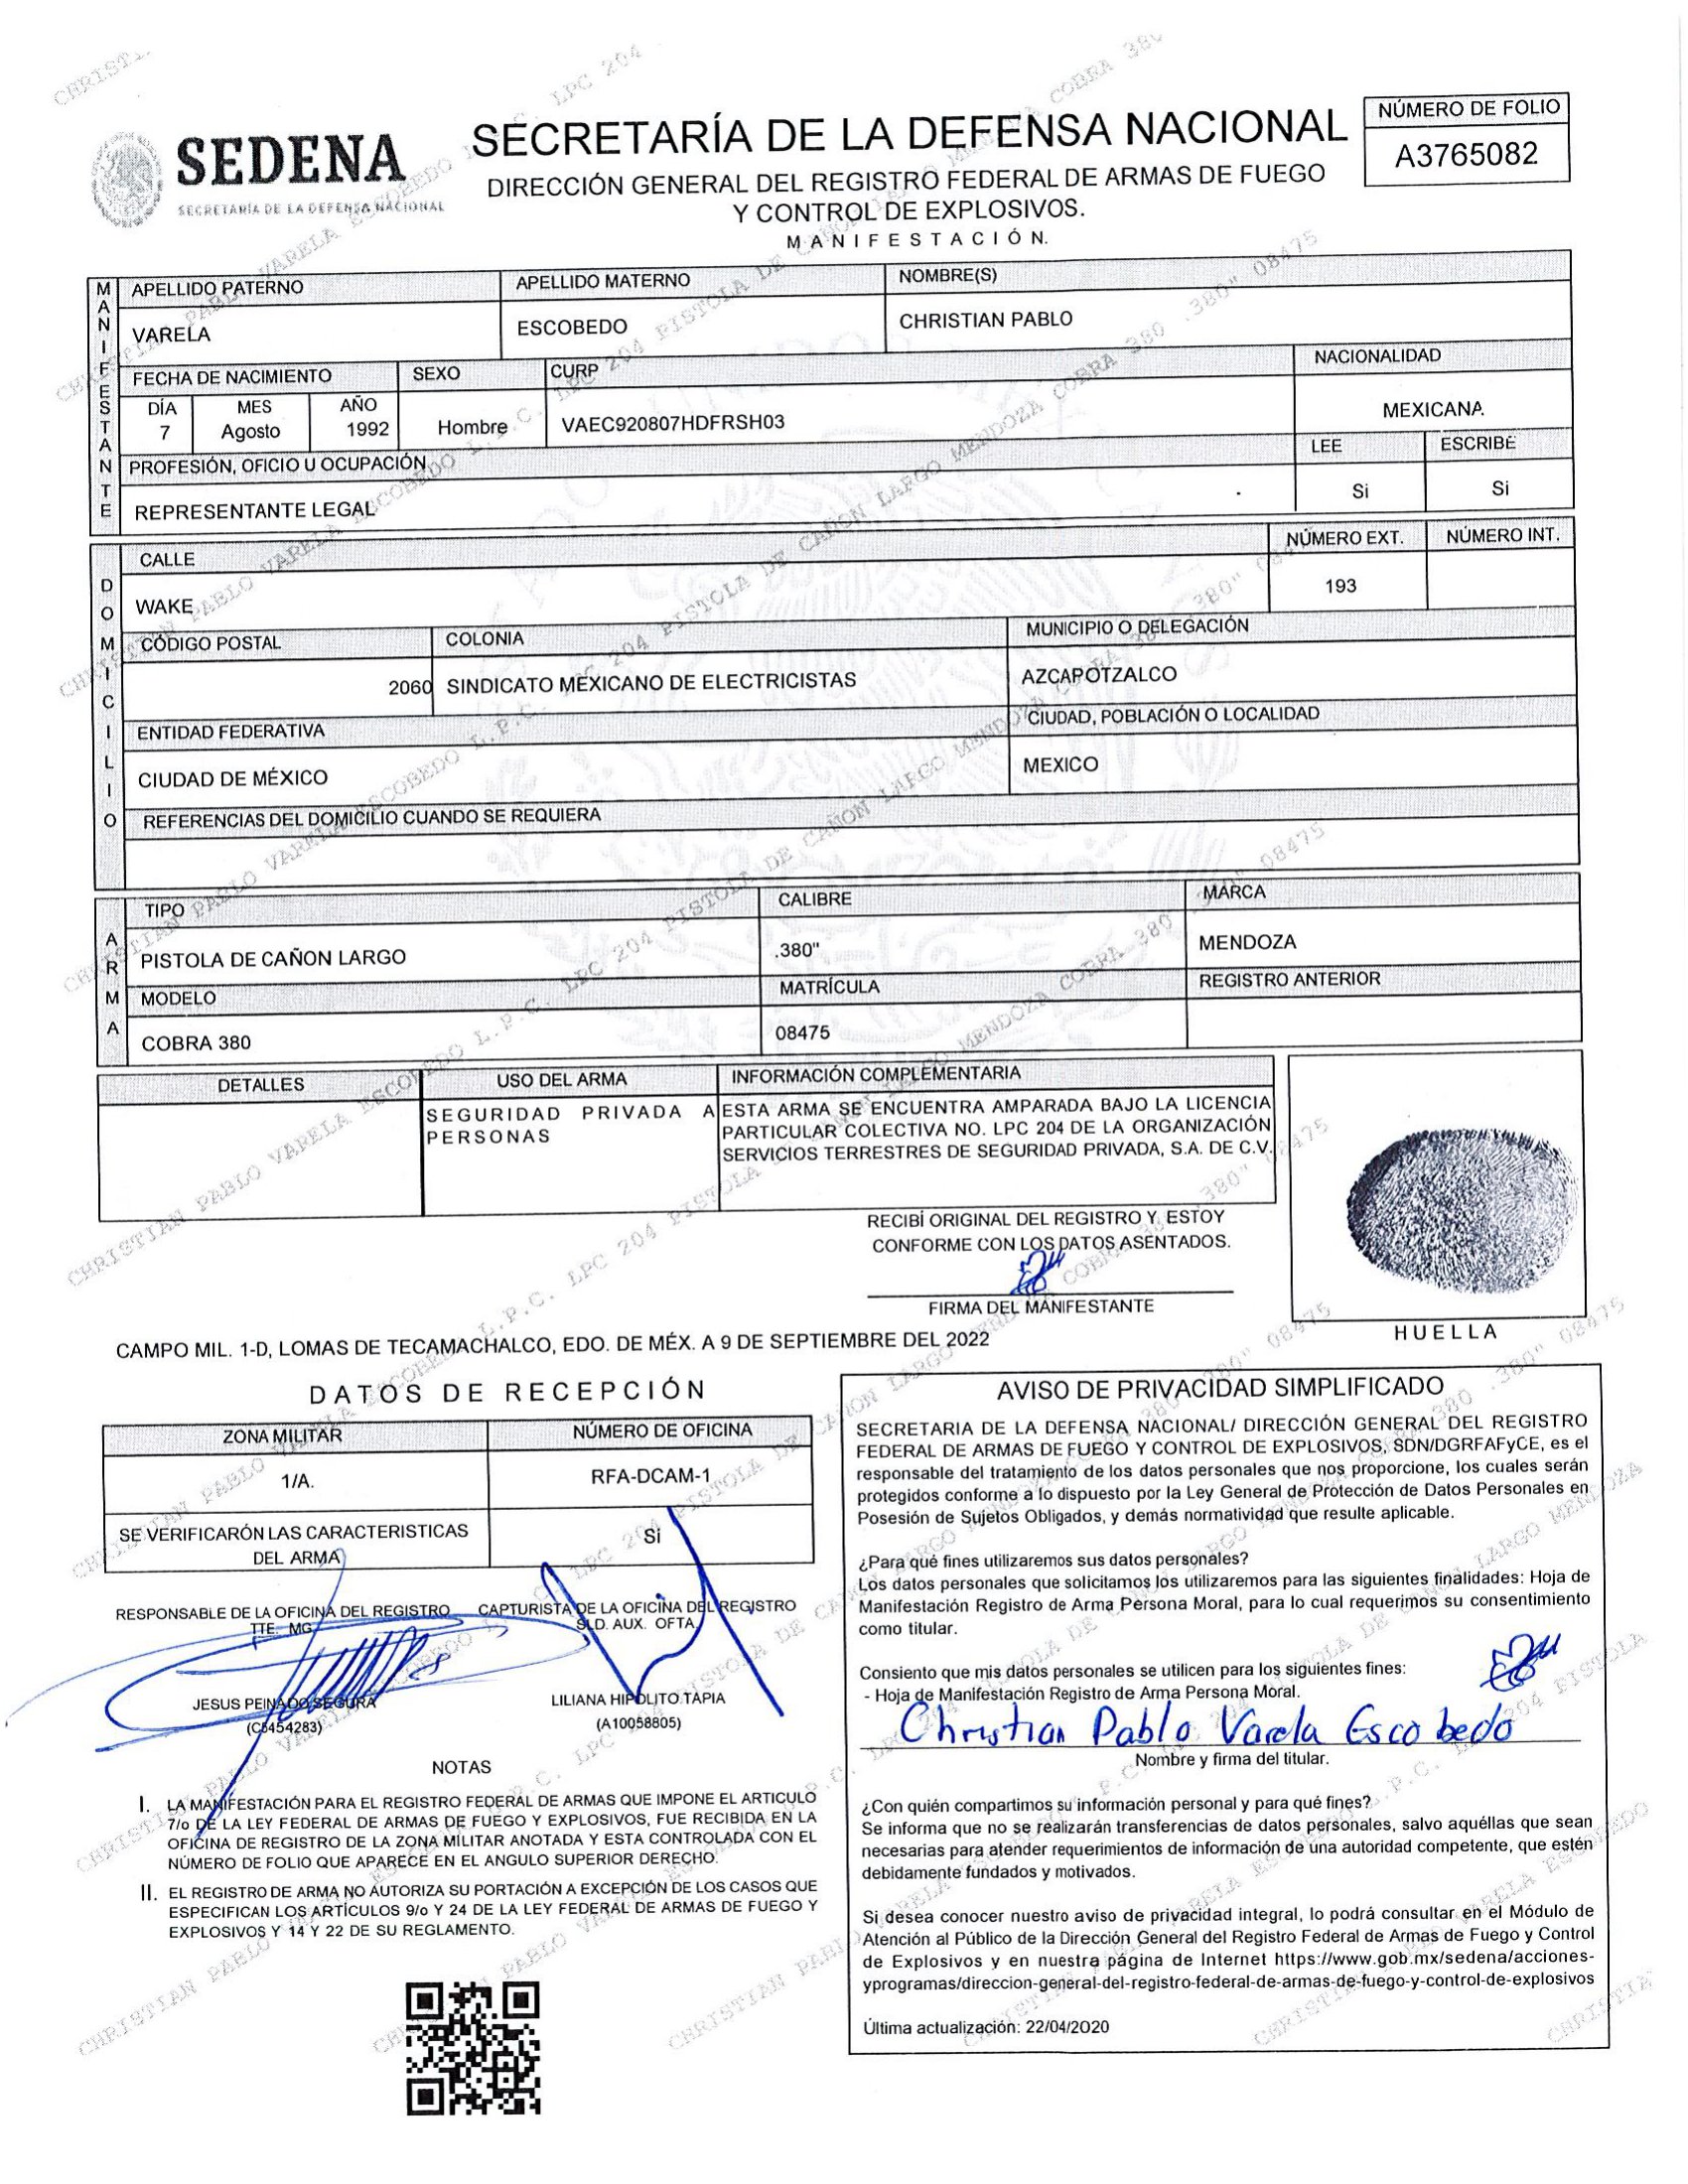 NÚMERO DE FOLIO
A3765082
SEDENA
SECRETARÍA DE LA DEFENSA NACIONAL
SECRETARÍA DE LA DEFENSA NACIONAL
DIRECCIÓN GENERAL DEL REGISTRO FEDERAL DE ARMAS DE FUEGO
Y CONTROL DE EXPLOSIVOS.
MANIFESTACIÓN.
MANIFESTANTE
APELLIDO PATERNO APELLIDO MATERNO NOMBRE(S)
VARELA ESCOBEDO CHRISTIAN PABLO
FECHA DE NACIMIENTO SEXO CURP NACIONALIDAD
DÍA MES AÑO
7 Agosto 1992 Hombre VAEC920807HDFRSH03 MEXICANA
PROFESIÓN, OFICIO U OCUPACIÓN LEE ESCRIBE
REPRESENTANTE LEGAL Si Si
DOMICILIO
CALLE NÚMERO EXT. NÚMERO INT.
WAKE 193
CÓDIGO POSTAL COLONIA MUNICIPIO O DELEGACIÓN
2060 SINDICATO MEXICANO DE ELECTRICISTAS AZCAPOTZALCO
ENTIDAD FEDERATIVA CIUDAD, POBLACIÓN O LOCALIDAD
CIUDAD DE MÉXICO MEXICO
REFERENCIAS DEL DOMICILIO CUANDO SE REQUIERA
ARMA
TIPO CALIBRE MARCA
PISTOLA DE CAÑON LARGO .380" MENDOZA
MODELO MATRÍCULA REGISTRO ANTERIOR
COBRA 380 08475
DETALLES USO DEL ARMA INFORMACIÓN COMPLEMENTARIA
SEGURIDAD PRIVADA A
PERSONAS
ESTA ARMA SE ENCUENTRA AMPARADA BAJO LA LICENCIA
PARTICULAR COLECTIVA NO. LPC 204 DE LA ORGANIZACIÓN
SERVICIOS TERRESTRES DE SEGURIDAD PRIVADA, S.A. DE C.V.
RECIBÍ ORIGINAL DEL REGISTRO Y ESTOY
CONFORME CON LOS DATOS ASENTADOS.
FIRMA DEL MANIFESTANTE
HUELLA
CAMPO MIL. 1-D, LOMAS DE TECAMACHALCO, EDO. DE MÉX. A 9 DE SEPTIEMBRE DEL 2022
DATOS DE RECEPCIÓN
ZONA MILITAR NÚMERO DE OFICINA
1/A. RFA-DCAM-1
SE VERIFICARÓN LAS CARACTERISTICAS
DEL ARMA
Si
RESPONSABLE DE LA OFICINA DEL REGISTRO
TTE. MG.
JESUS PEINADO SEGURA
(C5454283)
CAPTURISTA DE LA OFICINA DEL REGISTRO
SLD. AUX. OFTA.
LILIANA HIPOLITO TAPIA
(A10058805)
NOTAS
I. LA MANIFESTACIÓN PARA EL REGISTRO FEDERAL DE ARMAS QUE IMPONE EL ARTICULO
7/o DE LA LEY FEDERAL DE ARMAS DE FUEGO Y EXPLOSIVOS, FUE RECIBIDA EN LA
OFICINA DE REGISTRO DE LA ZONA MILITAR ANOTADA Y ESTA CONTROLADA CON EL
NÚMERO DE FOLIO QUE APARECE EN EL ANGULO SUPERIOR DERECHO.
II. EL REGISTRO DE ARMA NO AUTORIZA SU PORTACIÓN A EXCEPCIÓN DE LOS CASOS QUE
ESPECIFICAN LOS ARTÍCULOS 9/o Y 24 DE LA LEY FEDERAL DE ARMAS DE FUEGO Y
EXPLOSIVOS Y 14 Y 22 DE SU REGLAMENTO.
AVISO DE PRIVACIDAD SIMPLIFICADO
SECRETARIA DE LA DEFENSA NACIONAL/ DIRECCIÓN GENERAL DEL REGISTRO
FEDERAL DE ARMAS DE FUEGO Y CONTROL DE EXPLOSIVOS, SDN/DGRFAFyCE, es el
responsable del tratamiento de los datos personales que nos proporcione, los cuales serán
protegidos conforme a lo dispuesto por la Ley General de Protección de Datos Personales en
Posesión de Sujetos Obligados, y demás normatividad que resulte aplicable.
¿Para qué fines utilizaremos sus datos personales?
Los datos personales que solicitamos los utilizaremos para las siguientes finalidades: Hoja de
Manifestación Registro de Arma Persona Moral, para lo cual requerimos su consentimiento
como titular.
Consiento que mis datos personales se utilicen para los siguientes fines:
- Hoja de Manifestación Registro de Arma Persona Moral.
Christian Pablo Varela Escobedo
Nombre y firma del titular.
¿Con quién compartimos su información personal y para qué fines?
Se informa que no se realizarán transferencias de datos personales, salvo aquéllas que sean
necesarias para atender requerimientos de información de una autoridad competente, que estén
debidamente fundados y motivados.
Si desea conocer nuestro aviso de privacidad integral, lo podrá consultar en el Módulo de
Atención al Público de la Dirección General del Registro Federal de Armas de Fuego y Control
de Explosivos y en nuestra página de Internet https://www.gob.mx/sedena/acciones-
yprogramas/direccion-general-del-registro-federal-de-armas-de-fuego-y-control-de-explosivos
Última actualización: 22/04/2020
CHRISTIAN PABLO VARELA ESCOBEDO L.P.C. LPC 204 PISTOLA DE CAÑON LARGO MENDOZA COBRA 380 .380" 08475